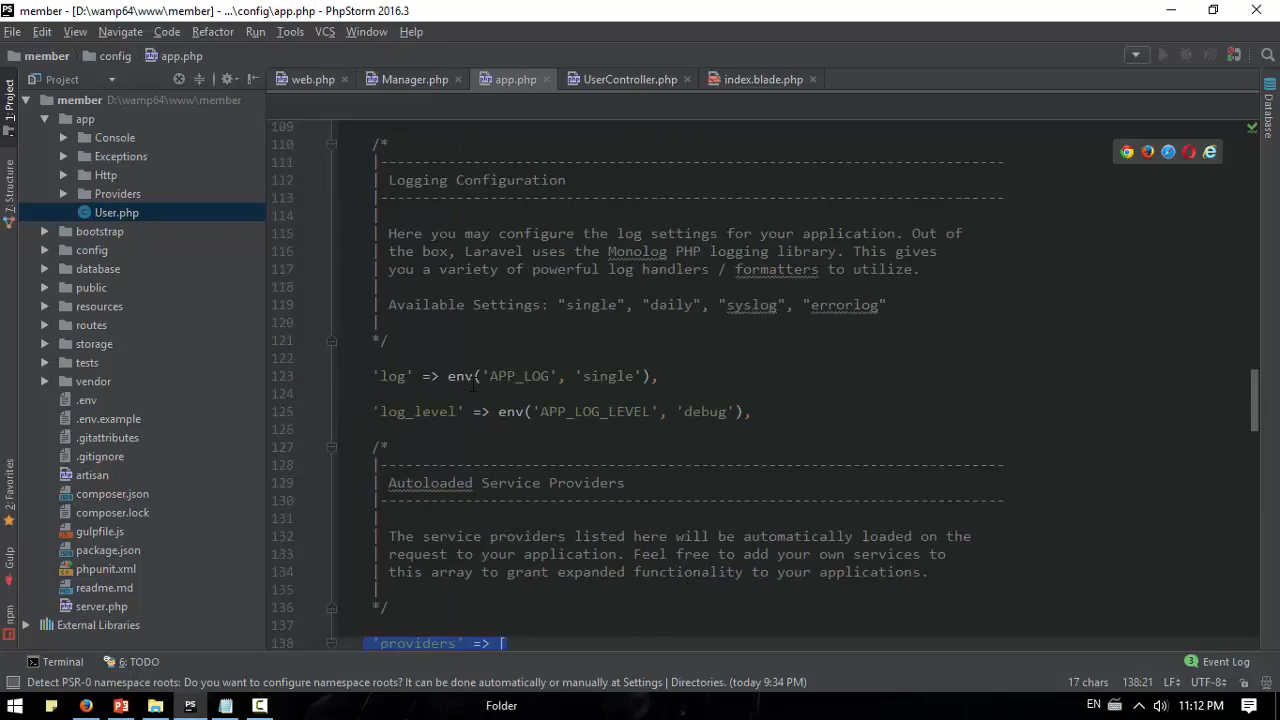 member - [D:\wamp64\www\member] - ...\config\app.php - PhpStorm 2016.3
File Edit View Navigate Code Refactor Run Tools VCS Window Help
member config app.php
Project
web.php Manager.php app.php UserController.php index.blade.php
member D:\wamp64\www\member
app
Console
Exceptions
Http
Providers
User.php
bootstrap
config
database
public
resources
routes
storage
tests
vendor
.env
.env.example
.gitattributes
.gitignore
artisan
composer.json
composer.lock
gulpfile.js
package.json
phpunit.xml
readme.md
server.php
External Libraries
1: Project
7: Structure
2: Favorites
Gulp
npm
Database
109
110 /*
111 |--------------------------------------------------------------------------
112 | Logging Configuration
113 |--------------------------------------------------------------------------
114 |
115 | Here you may configure the log settings for your application. Out of
116 | the box, Laravel uses the Monolog PHP logging library. This gives
117 | you a variety of powerful log handlers / formatters to utilize.
118 |
119 | Available Settings: "single", "daily", "syslog", "errorlog"
120 |
121 */
122
123 'log' => env('APP_LOG', 'single'),
124
125 'log_level' => env('APP_LOG_LEVEL', 'debug'),
126
127 /*
128 |--------------------------------------------------------------------------
129 | Autoloaded Service Providers
130 |--------------------------------------------------------------------------
131 |
132 | The service providers listed here will be automatically loaded on the
133 | request to your application. Feel free to add your own services to
134 | this array to grant expanded functionality to your applications.
135 |
136 */
137
138 'providers' => [
Terminal 6: TODO 3 Event Log
Detect PSR-0 namespace roots: Do you want to configure namespace roots? It can be done automatically or manually at Settings | Directories. (today 9:34 PM) 17 chars 138:21 LF÷ UTF-8÷
Folder EN 11:12 PM